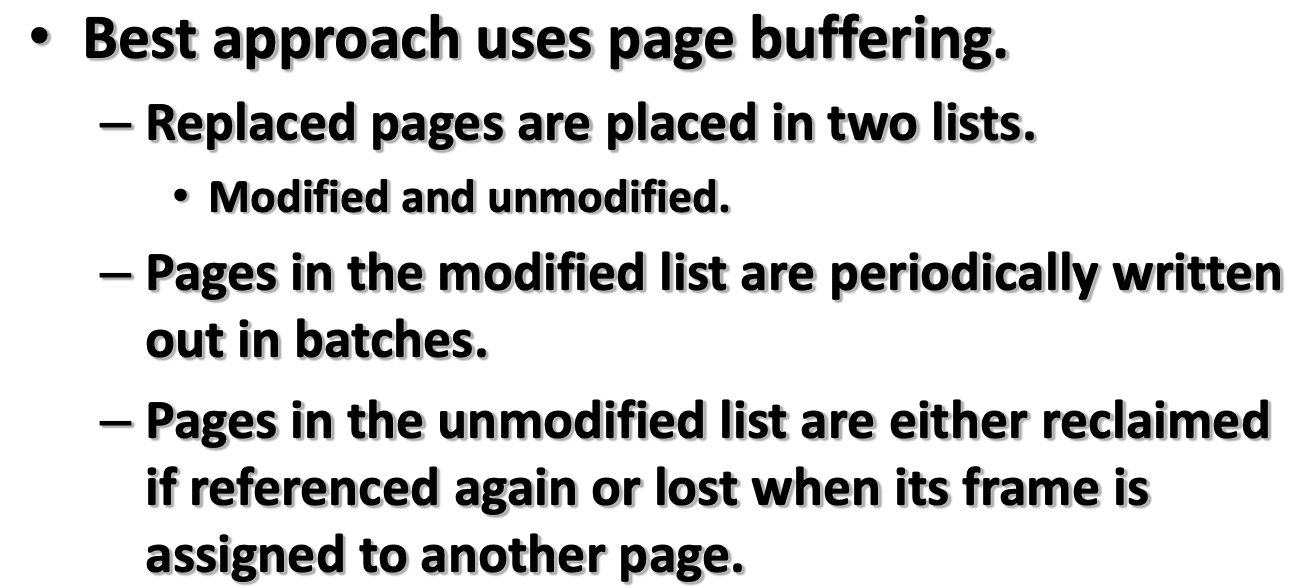 • Best approach uses page buffering.
– Replaced pages are placed in two lists.
• Modified and unmodified.
– Pages in the modified list are periodically written
out in batches.
– Pages in the unmodified list are either reclaimed
if referenced again or lost when its frame is
assigned to another page.